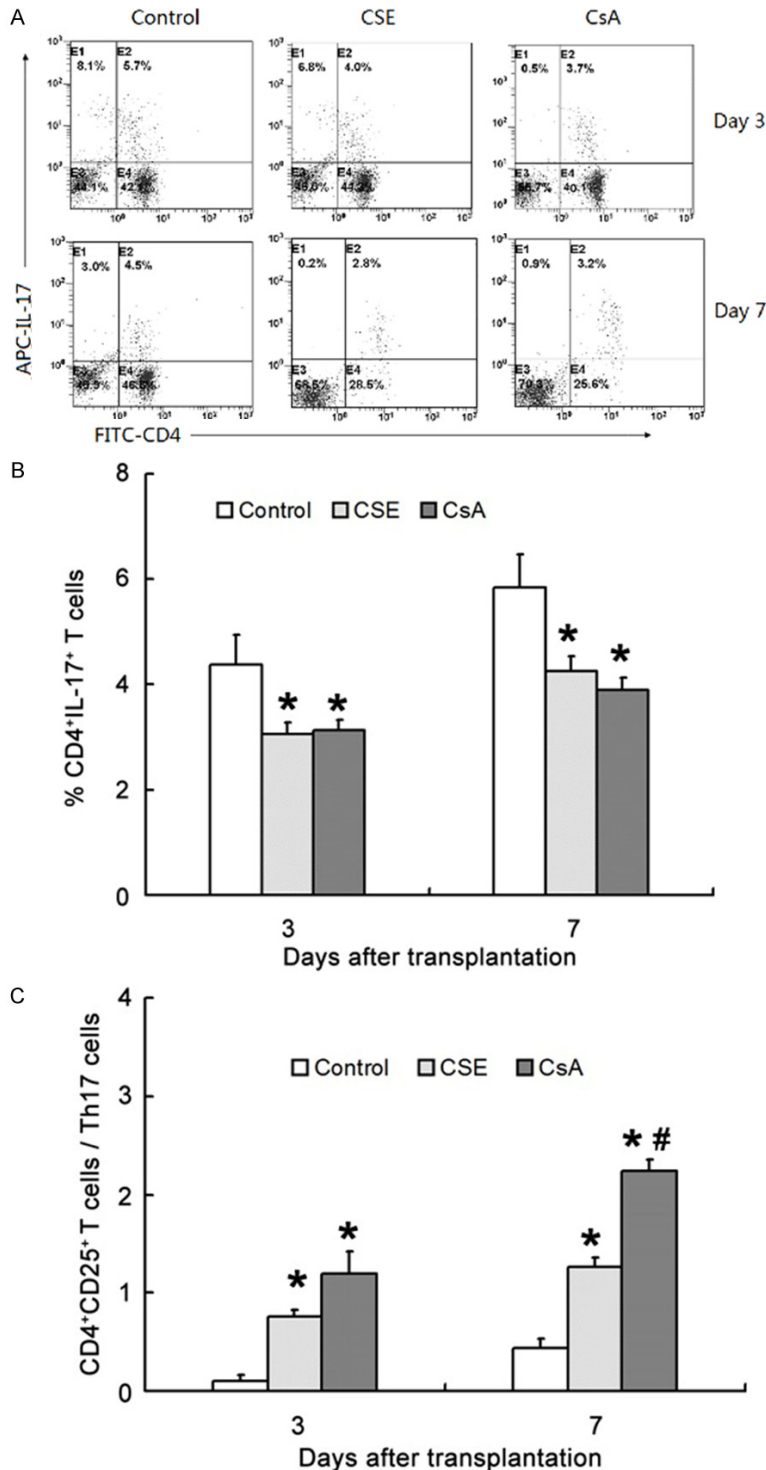 A
Control CSE CsA
E1 E2
8.1% 5.7%
E3 E4
E1 E2
6.8% 4.0%
E3 E4
E1 E2
0.5% 3.7%
E3 E4
40.1%
Day 3
E1 E2
3.0% 4.5%
E3 E4
E1 E2
0.2% 2.8%
E3 E4
68.5% 28.5%
E1 E2
0.9% 3.2%
E3 E4
25.6%
Day 7
APC-IL-17
FITC-CD4
B
8
6
4
2
0
% CD4⁺IL-17⁺ T cells
Control CSE CsA
* *
* *
3 7
Days after transplantation
C
4
3
2
1
0
CD4⁺CD25⁺ T cells / Th17 cells
Control CSE CsA
* *
* * #
3 7
Days after transplantation